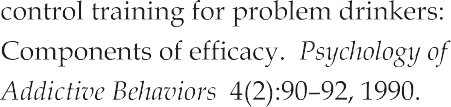 control training for problem drinkers:
Components of efficacy. Psychology of
Addictive Behaviors 4(2):90–92, 1990.